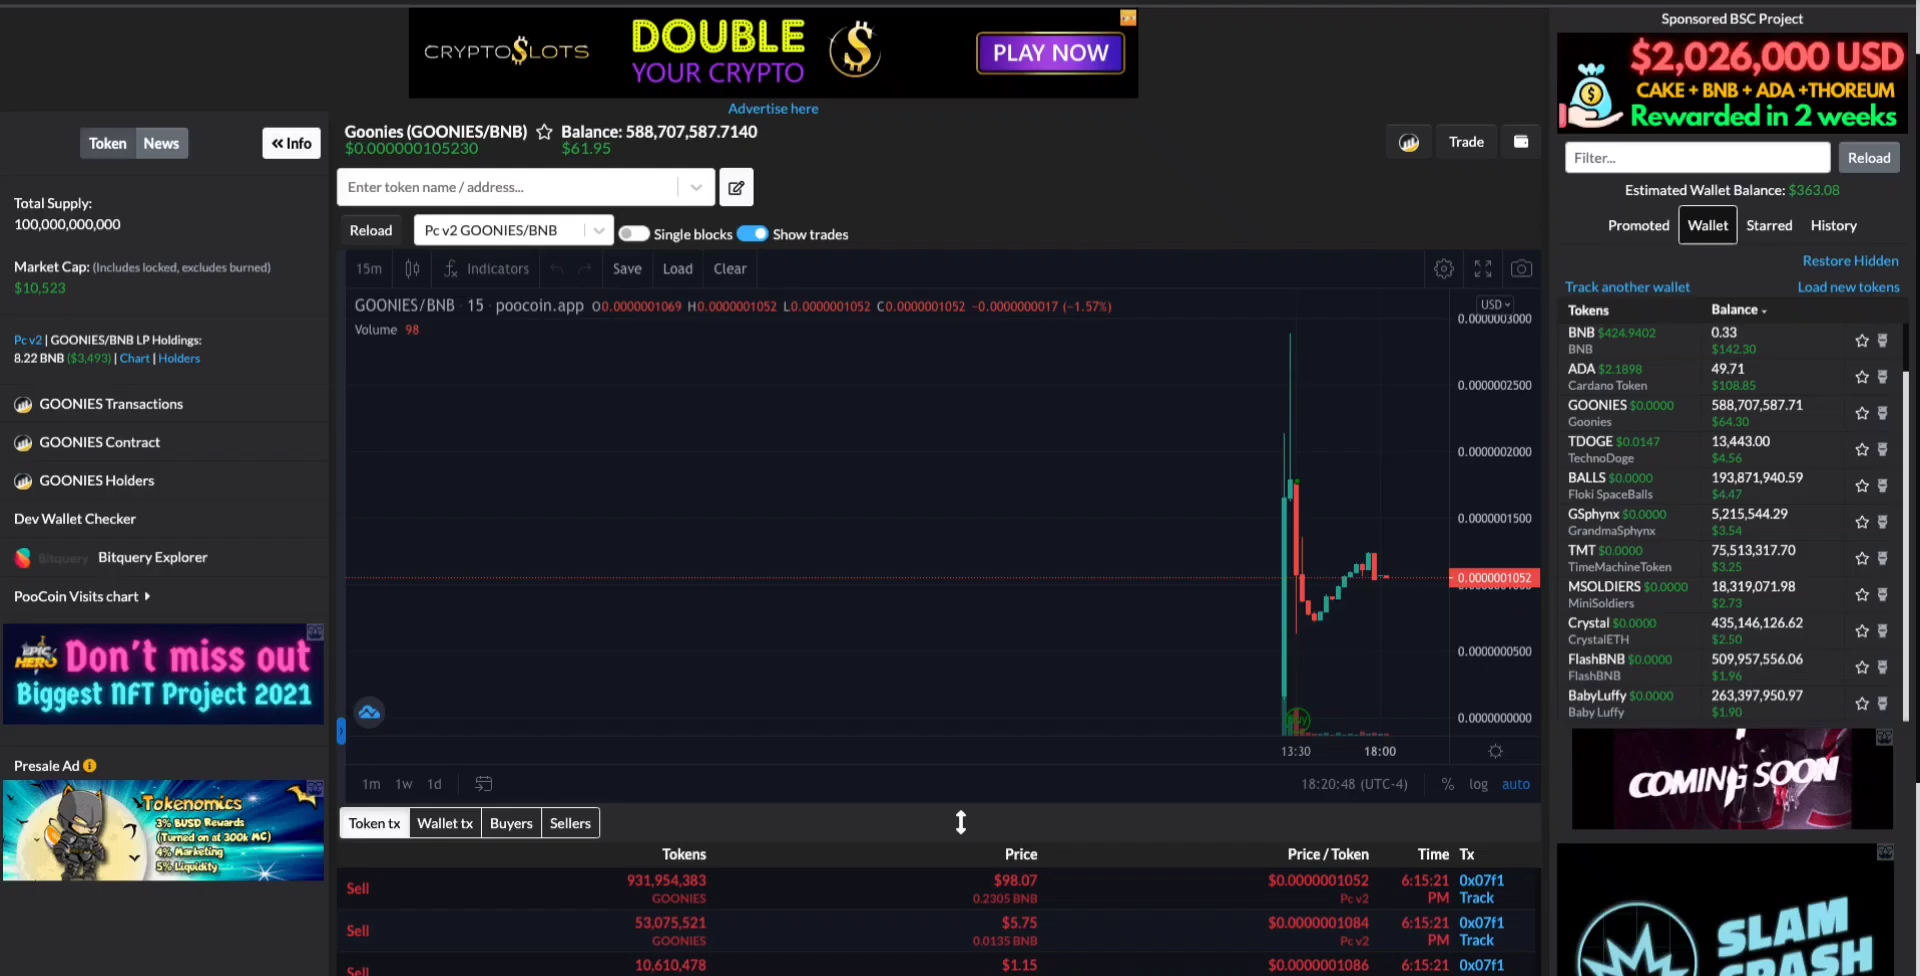 CRYPTO$LOTS
DOUBLE
YOUR CRYPTO
PLAY NOW
Advertise here
Sponsored BSC Project
$2,026,000 USD
CAKE + BNB + ADA +THOREUM
Rewarded in 2 weeks
Token
News
« Info
Total Supply:
100,000,000,000
Market Cap: (Includes locked, excludes burned)
$10,523
Pc v2 | GOONIES/BNB LP Holdings:
8.22 BNB ($3,493) | Chart | Holders
GOONIES Transactions
GOONIES Contract
GOONIES Holders
Dev Wallet Checker
Bitquery Bitquery Explorer
PooCoin Visits chart
EPIC HERO
Don't miss out
Biggest NFT Project 2021
Presale Ad
Tokenomics
3% BUSD Rewards
(Turned on at 300k MC)
4% Marketing
5% Liquidity
Goonies (GOONIES/BNB) Balance: 588,707,587.7140
$0.000000105230 $61.95
Trade
Enter token name / address...
Reload
Pc v2 GOONIES/BNB
Single blocks
Show trades
15m
Indicators
Save
Load
Clear
GOONIES/BNB · 15 · poocoin.app O0.0000001069 H0.0000001052 L0.0000001052 C0.0000001052 −0.0000000017 (−1.57%)
Volume 98
USD
0.0000003000
0.0000002500
0.0000002000
0.0000001500
0.0000001052
0.0000000500
0.0000000000
13:30
18:00
1m 1w 1d
18:20:48 (UTC-4)
% log auto
Token tx
Wallet tx
Buyers
Sellers
Tokens Price Price / Token Time Tx
Sell 931,954,383 $98.07 $0.0000001052 6:15:21 0x07f1
GOONIES 0.2305 BNB Pc v2 PM Track
Sell 53,075,521 $5.75 $0.0000001084 6:15:21 0x07f1
GOONIES 0.0135 BNB Pc v2 PM Track
Sell 10,610,478 $1.15 $0.0000001086 6:15:21 0x07f1
Filter...
Reload
Estimated Wallet Balance: $363.08
Promoted
Wallet
Starred
History
Restore Hidden
Track another wallet
Load new tokens
Tokens Balance
BNB $424.9402 0.33
BNB $142.30
ADA $2.1898 49.71
Cardano Token $108.85
GOONIES $0.0000 588,707,587.71
Goonies $64.30
TDOGE $0.0147 13,443.00
TechnoDoge $4.56
BALLS $0.0000 193,871,940.59
Floki SpaceBalls $4.47
GSphynx $0.0000 5,215,544.29
GrandmaSphynx $3.54
TMT $0.0000 75,513,317.70
TimeMachineToken $3.25
MSOLDIERS $0.0000 18,319,071.98
MiniSoldiers $2.73
Crystal $0.0000 435,146,126.62
CrystalETH $2.50
FlashBNB $0.0000 509,957,556.06
FlashBNB $1.96
BabyLuffy $0.0000 263,397,950.97
Baby Luffy $1.90
COMING SOON
SLAM
CRASH